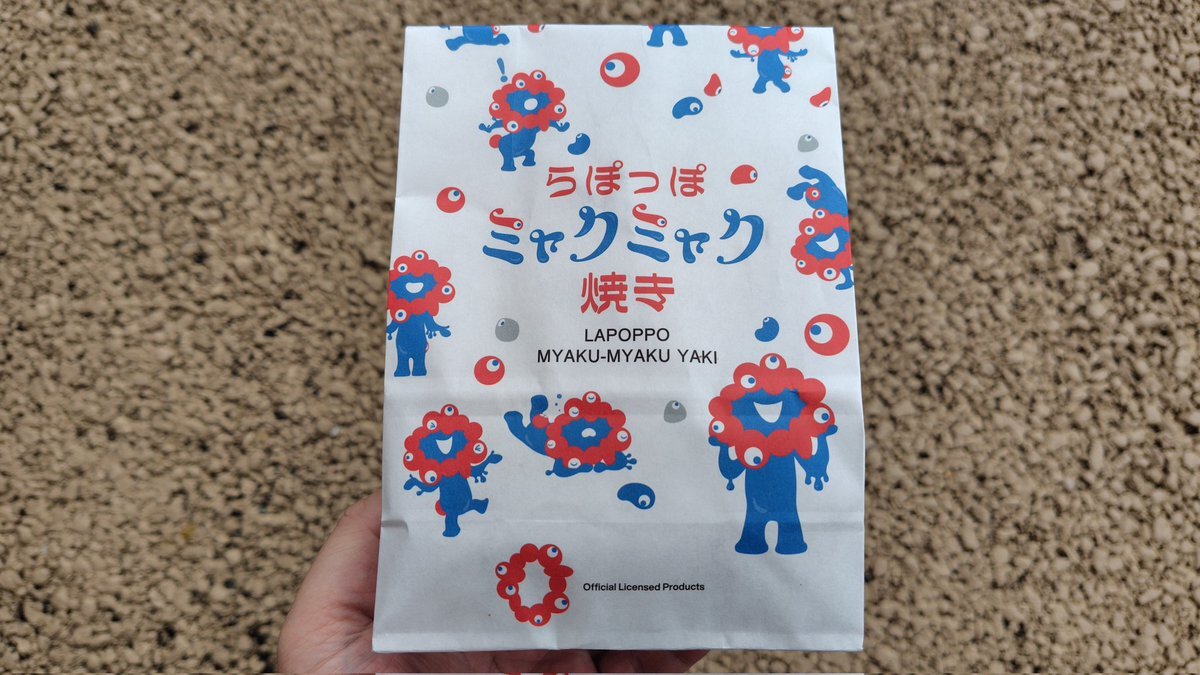 らぽっぽ
ミャクミャク
焼き
LAPOPPO
MYAKU-MYAKU YAKI
Official Licensed Products